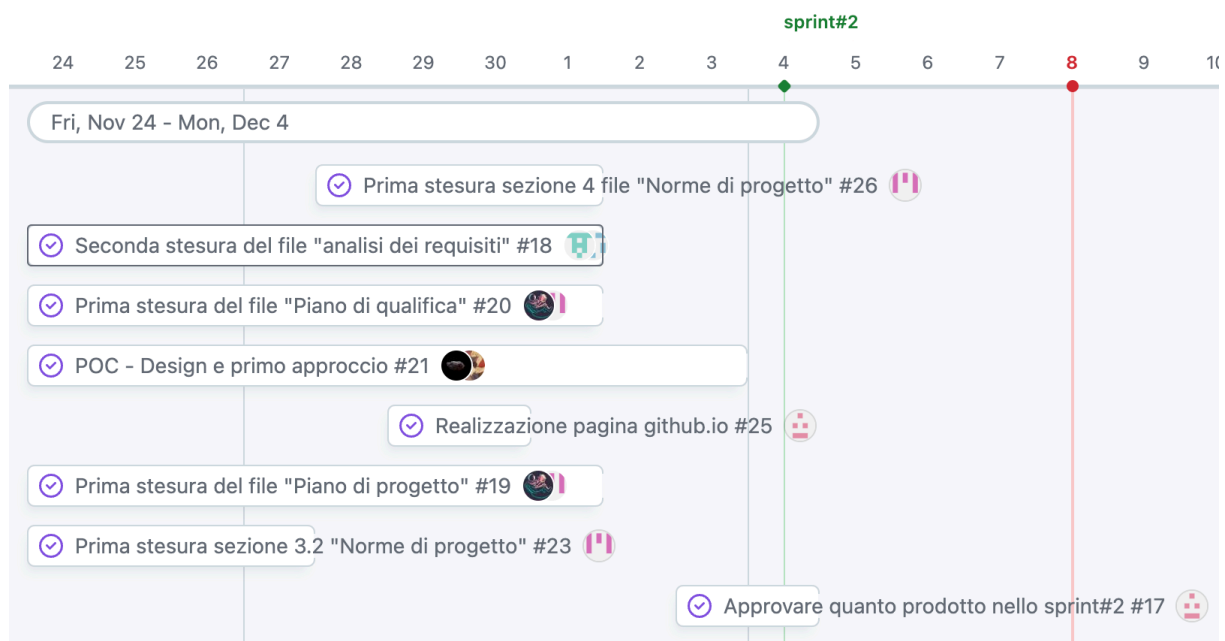 sprint#2
24 25 26 27 28 29 30 1 2 3 4 5 6 7 8 9 10
Fri, Nov 24 - Mon, Dec 4
Prima stesura sezione 4 file "Norme di progetto" #26
Seconda stesura del file "analisi dei requisiti" #18
Prima stesura del file "Piano di qualifica" #20
POC - Design e primo approccio #21
Realizzazione pagina github.io #25
Prima stesura del file "Piano di progetto" #19
Prima stesura sezione 3.2 "Norme di progetto" #23
Approvare quanto prodotto nello sprint#2 #17